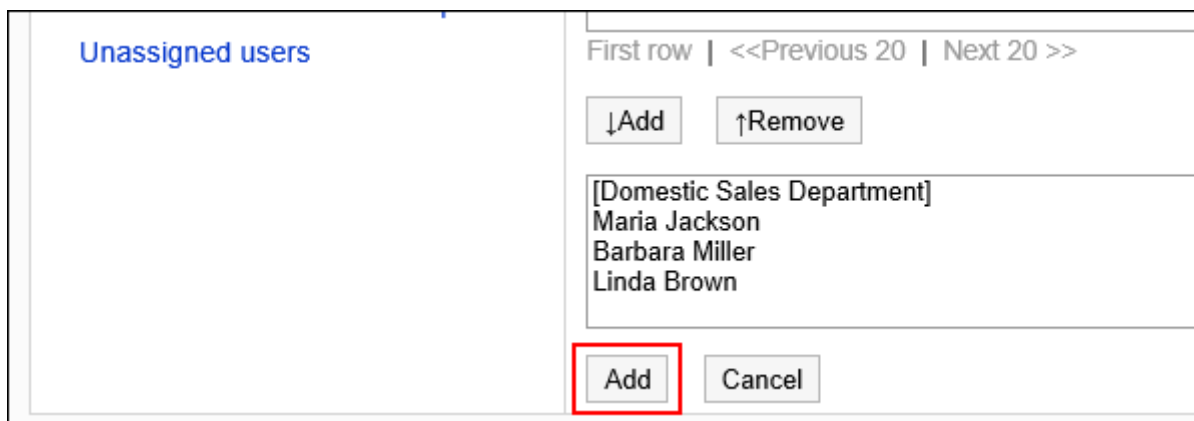 Unassigned users
First row | <<Previous 20 | Next 20 >>
↓Add ↑Remove
[Domestic Sales Department]
Maria Jackson
Barbara Miller
Linda Brown
Add Cancel